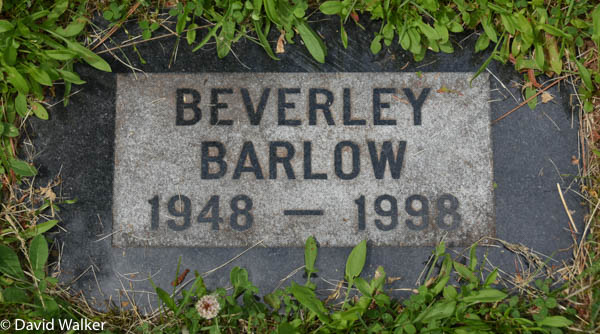 BEVERLEY
BARLOW
1948 — 1998
©David Walker